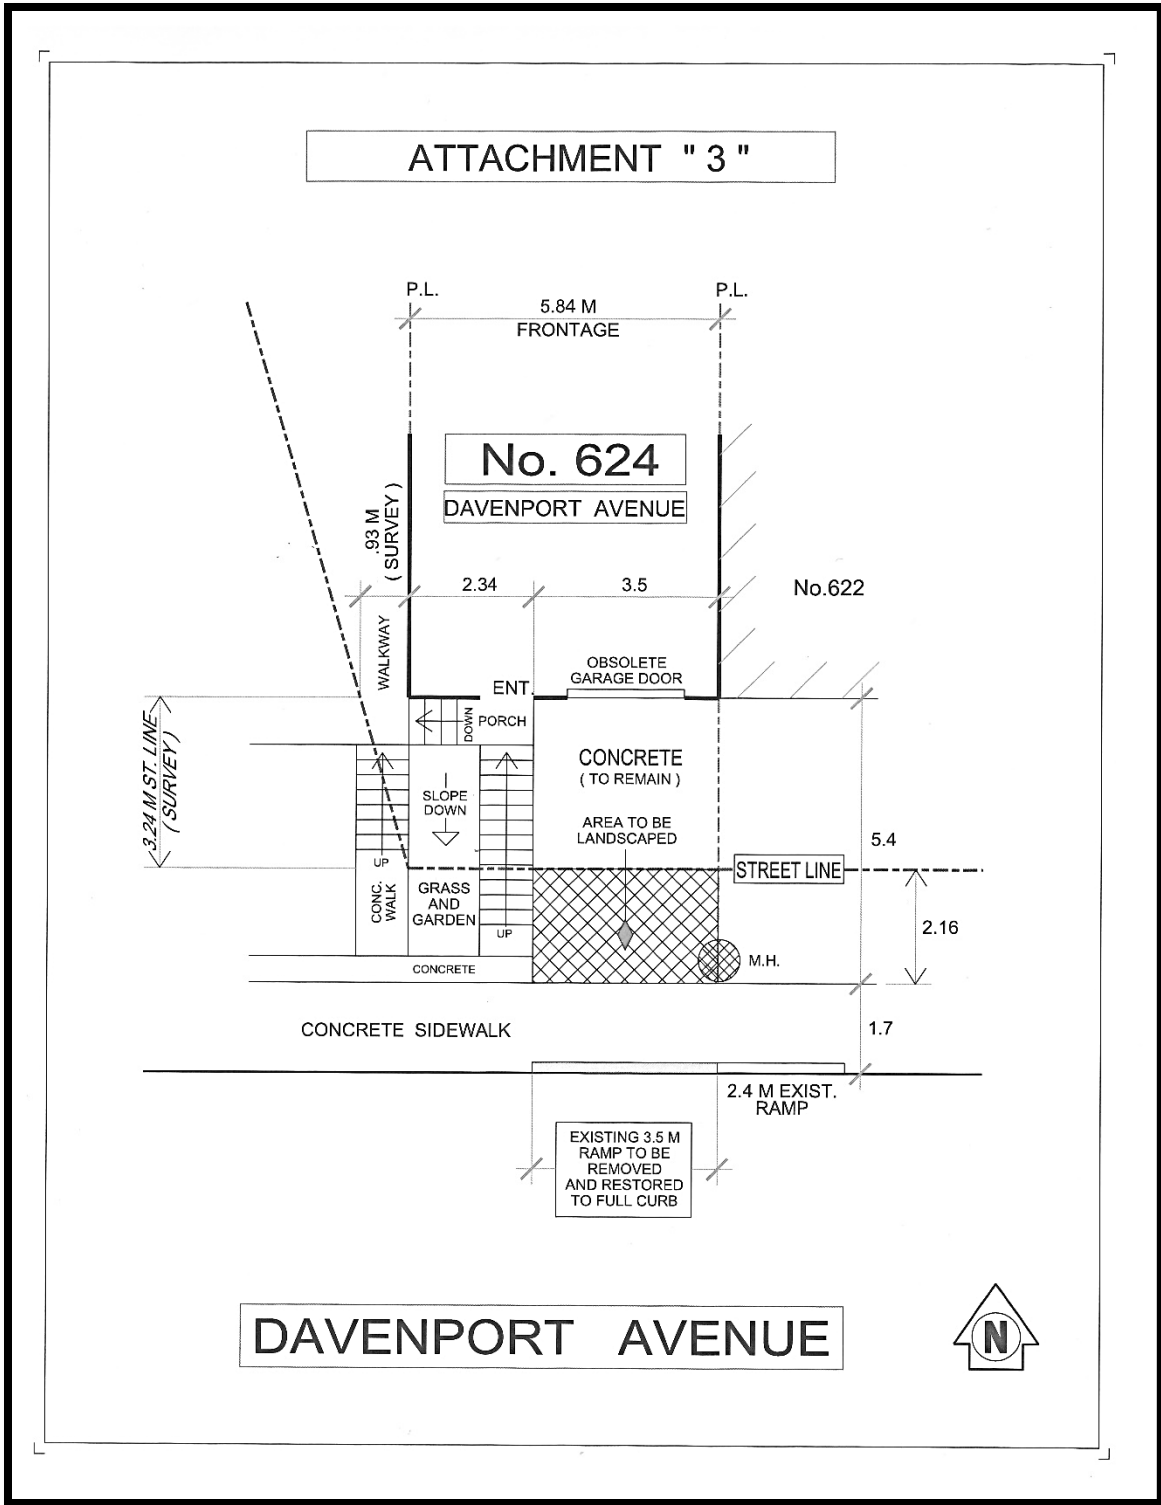 ATTACHMENT " 3 "
P.L.
P.L.
5.84 M
FRONTAGE
No. 624
DAVENPORT AVENUE
.93 M
( SURVEY )
2.34
3.5
No.622
WALKWAY
OBSOLETE
GARAGE DOOR
ENT.
DOWN
PORCH
3.24 M ST. LINE
( SURVEY )
CONCRETE
( TO REMAIN )
SLOPE
DOWN
AREA TO BE
LANDSCAPED
5.4
UP
STREET LINE
CONC.
WALK
GRASS
AND
GARDEN
UP
2.16
M.H.
CONCRETE
CONCRETE SIDEWALK
1.7
2.4 M EXIST.
RAMP
EXISTING 3.5 M
RAMP TO BE
REMOVED
AND RESTORED
TO FULL CURB
DAVENPORT AVENUE
N